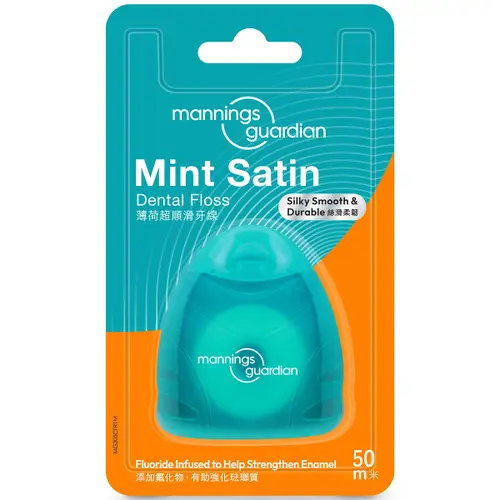 mannings
guardian
Mint Satin
Dental Floss
薄荷超順滑牙線
Silky Smooth &
Durable 絲滑柔韌
mannings
guardian
Fluoride Infused to Help Strengthen Enamel
添加氟化物，有助強化琺瑯質
50
m米